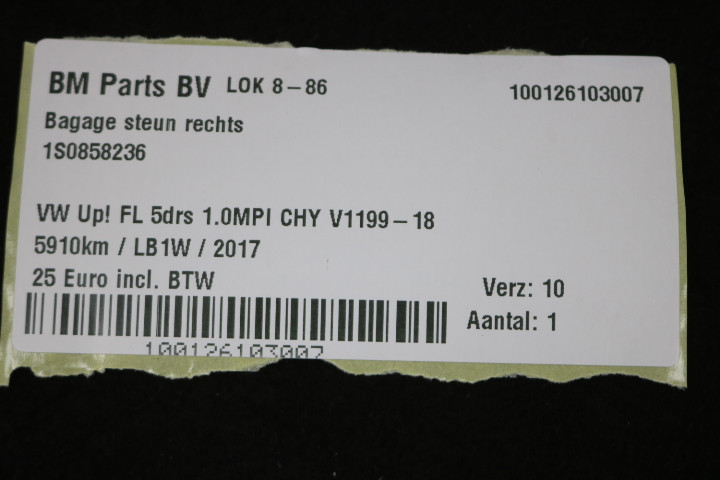 BM Parts BV LOK 8-86 100126103007
Bagage steun rechts
1S0858236
VW Up! FL 5drs 1.0MPI CHY V1199-18
5910km / LB1W / 2017
25 Euro incl. BTW Verz: 10
Aantal: 1
100126103007